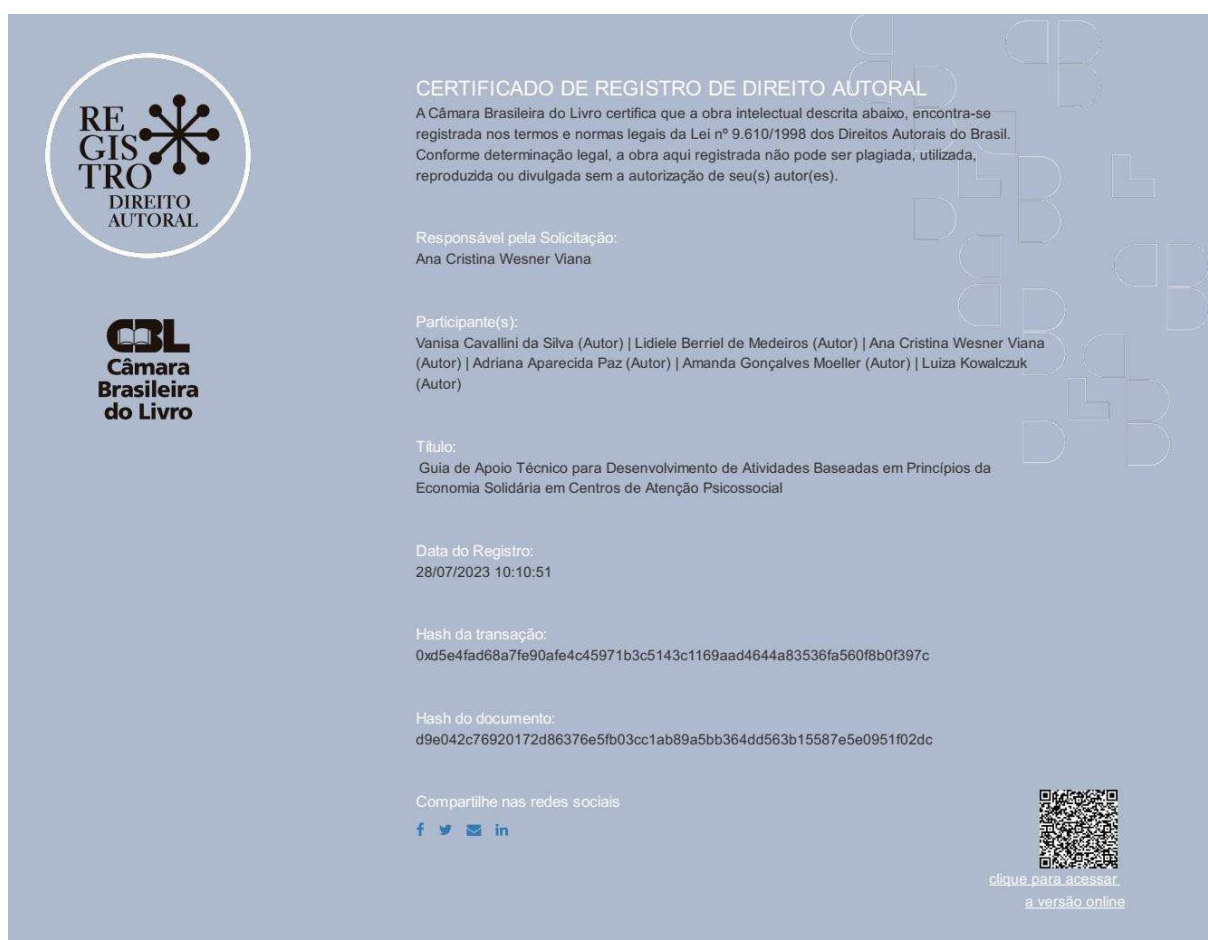 RE
GIS
TRO
DIREITO
AUTORAL
CBL
Câmara
Brasileira
do Livro
CERTIFICADO DE REGISTRO DE DIREITO AUTORAL
A Câmara Brasileira do Livro certifica que a obra intelectual descrita abaixo, encontra-se
registrada nos termos e normas legais da Lei nº 9.610/1998 dos Direitos Autorais do Brasil.
Conforme determinação legal, a obra aqui registrada não pode ser plagiada, utilizada,
reproduzida ou divulgada sem a autorização de seu(s) autor(es).
Responsável pela Solicitação:
Ana Cristina Wesner Viana
Participante(s):
Vanisa Cavallini da Silva (Autor) | Lidiele Berriel de Medeiros (Autor) | Ana Cristina Wesner Viana
(Autor) | Adriana Aparecida Paz (Autor) | Amanda Gonçalves Moeller (Autor) | Luiza Kowalczuk
(Autor)
Título:
Guia de Apoio Técnico para Desenvolvimento de Atividades Baseadas em Princípios da
Economia Solidária em Centros de Atenção Psicossocial
Data do Registro:
28/07/2023 10:10:51
Hash da transação:
0xd5e4fad68a7fe90afe4c45971b3c5143c1169aad4644a83536fa560f8b0f397c
Hash do documento:
d9e042c76920172d86376e5fb03cc1ab89a5bb364dd563b15587e5e0951f02dc
Compartilhe nas redes sociais
clique para acessar
a versão online